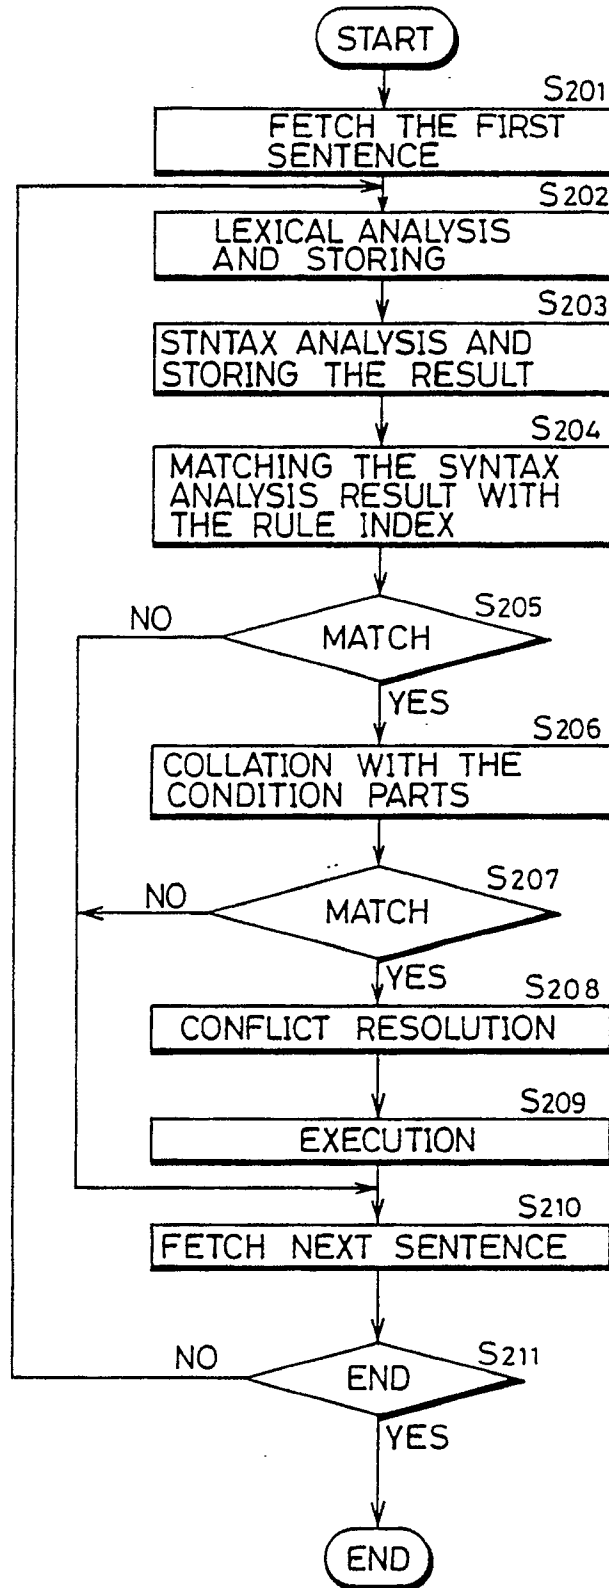 START
S201
FETCH THE FIRST
SENTENCE
S202
LEXICAL ANALYSIS
AND STORING
S203
STNTAX ANALYSIS AND
STORING THE RESULT
S204
MATCHING THE SYNTAX
ANALYSIS RESULT WITH
THE RULE INDEX
S205
NO
MATCH
YES
S206
COLLATION WITH THE
CONDITION PARTS
S207
NO
MATCH
YES
S208
CONFLICT RESOLUTION
S209
EXECUTION
S210
FETCH NEXT SENTENCE
S211
NO
END
YES
END